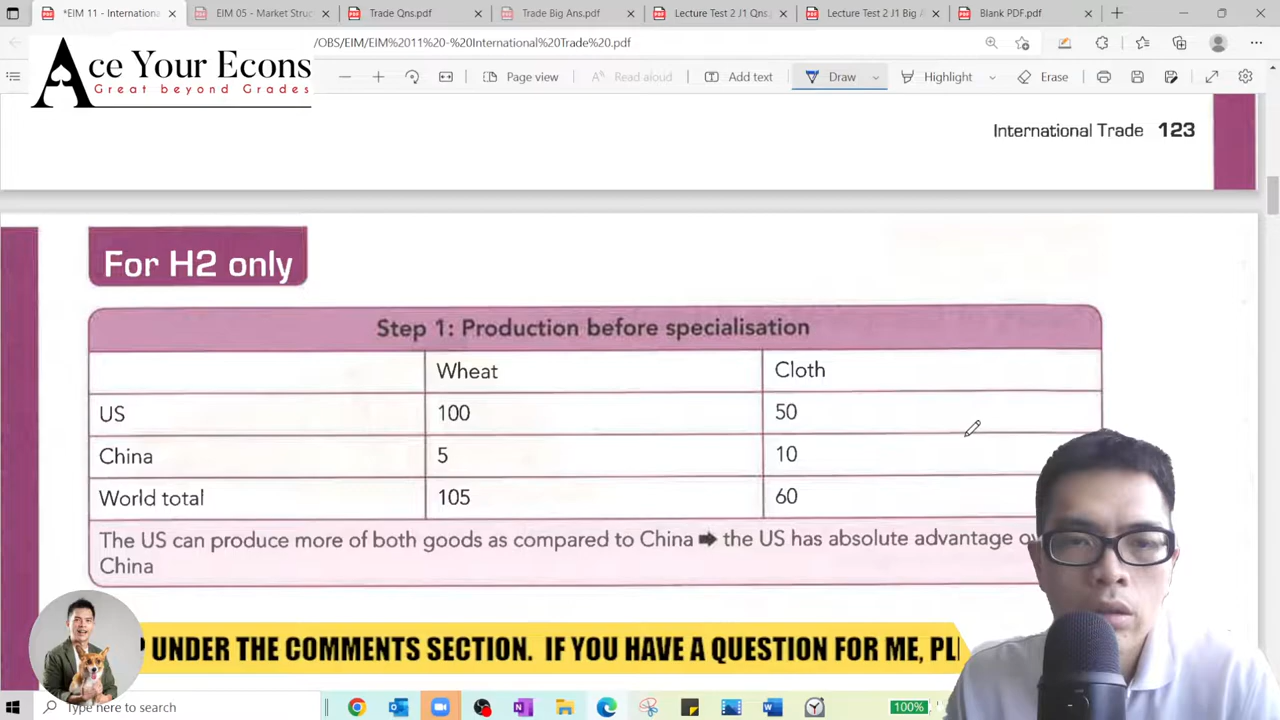 *EIM 11 - Internationa
EIM 05 - Market Struc
Trade Qns.pdf
Trade Big Ans.pdf
Lecture Test 2 J1 Qns
Lecture Test 2 J1 Big A
Blank PDF.pdf
/OBS/EIM/EIM%2011%20-%20International%20Trade%20.pdf
Ace Your Econs
Great beyond Grades
Page view
Read aloud
Add text
Draw
Highlight
Erase
International Trade 123
For H2 only
Step 1: Production before specialisation
Wheat Cloth
US 100 50
China 5 10
World total 105 60
The US can produce more of both goods as compared to China ➡ the US has absolute advantage ov
China
UNDER THE COMMENTS SECTION. IF YOU HAVE A QUESTION FOR ME, PL
Type here to search
100%